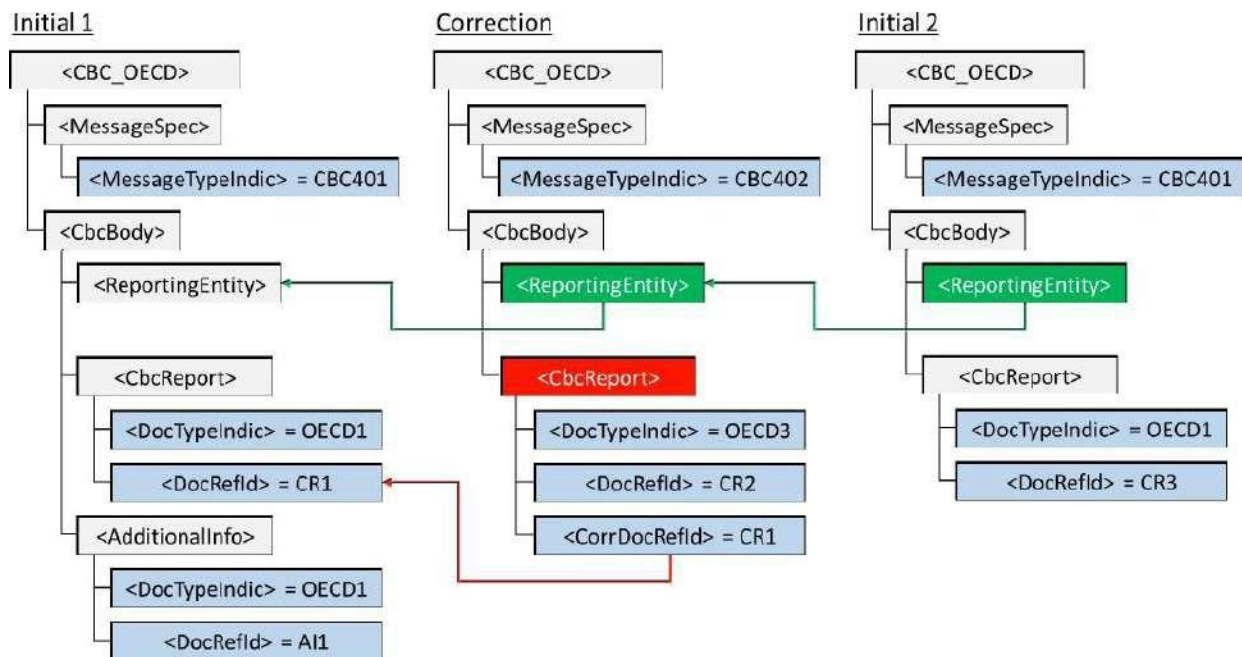 Initial 1
<CBC_OECD>
<MessageSpec>
<MessageTypeIndic> = CBC401
<CbcBody>
<ReportingEntity>
<CbcReport>
<DocTypeIndic> = OECD1
<DocRefId> = CR1
<AdditionalInfo>
<DocTypeIndic> = OECD1
<DocRefId> = AI1
Correction
<CBC_OECD>
<MessageSpec>
<MessageTypeIndic> = CBC402
<CbcBody>
<ReportingEntity>
<CbcReport>
<DocTypeIndic> = OECD3
<DocRefId> = CR2
<CorrDocRefId> = CR1
Initial 2
<CBC_OECD>
<MessageSpec>
<MessageTypeIndic> = CBC401
<CbcBody>
<ReportingEntity>
<CbcReport>
<DocTypeIndic> = OECD1
<DocRefId> = CR3